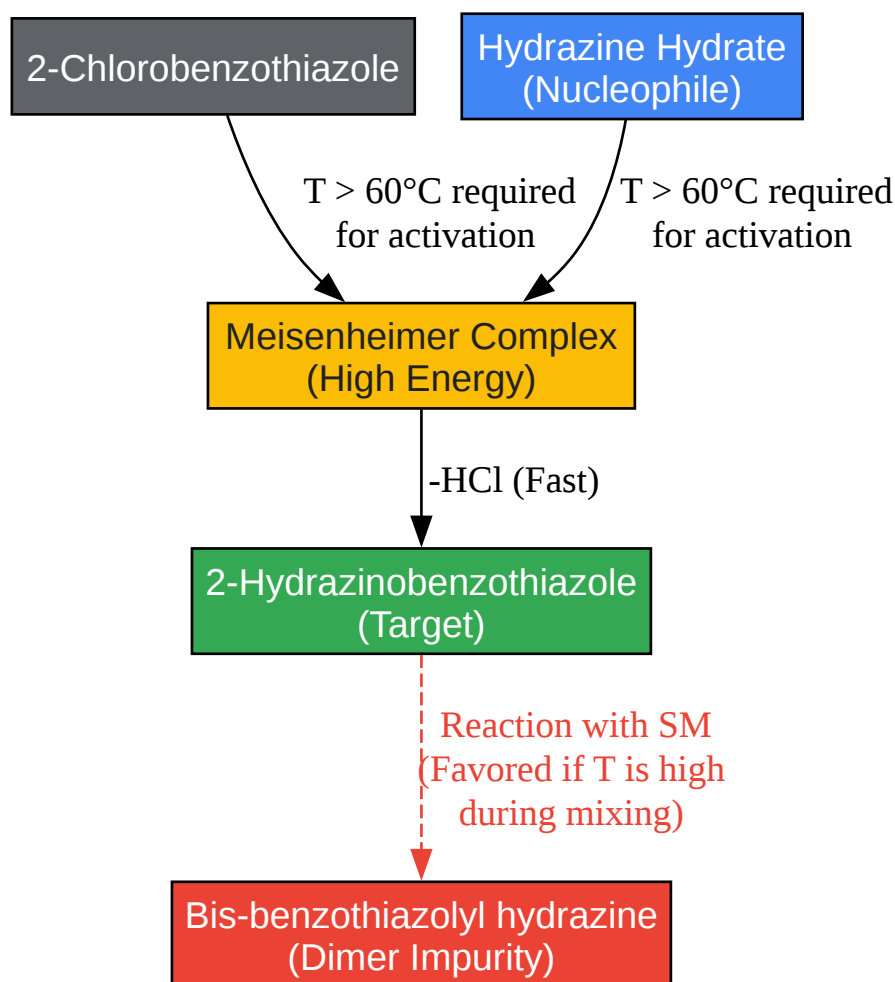 2-Chlorobenzothiazole
Hydrazine Hydrate
(Nucleophile)
T > 60°C required
for activation
T > 60°C required
for activation
Meisenheimer Complex
(High Energy)
-HCl (Fast)
2-Hydrazinobenzothiazole
(Target)
Reaction with SM
(Favored if T is high
during mixing)
Bis-benzothiazolyl hydrazine
(Dimer Impurity)